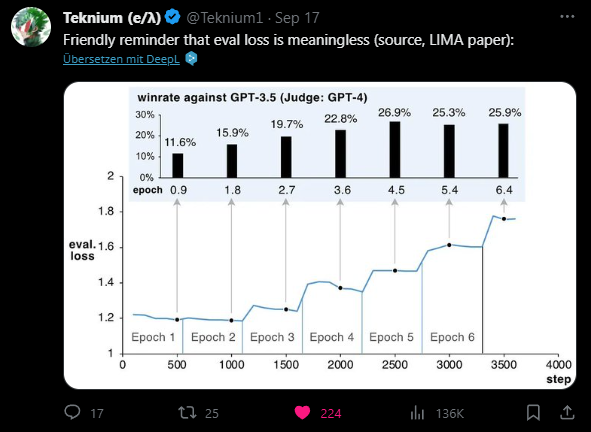 Teknium (e/λ) @Teknium1 · Sep 17
Friendly reminder that eval loss is meaningless (source, LIMA paper):
Übersetzen mit DeepL
winrate against GPT-3.5 (Judge: GPT-4)
30%
20%
10%
0%
11.6%
15.9%
19.7%
22.8%
26.9%
25.3%
25.9%
epoch 0.9 1.8 2.7 3.6 4.5 5.4 6.4
2
1.8
1.6
1.4
1.2
1
eval.
loss
Epoch 1 Epoch 2 Epoch 3 Epoch 4 Epoch 5 Epoch 6
0 500 1000 1500 2000 2500 3000 3500 4000
step
17 25 224 136K